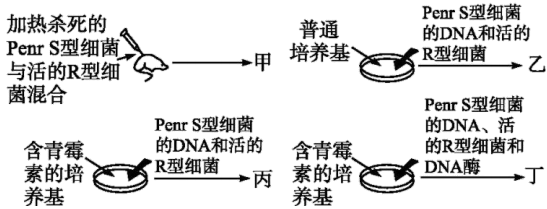 加热杀死的
Penr S型细菌
与活的R型细
菌混合
甲
普通
培养基
Penr S型细菌
的DNA和活的
R型细菌
乙
含青霉
素的培
养基
Penr S型细菌
的DNA和活的
R型细菌
丙
含青霉
素的培
养基
Penr S型细菌
的DNA、活
的R型细菌和
DNA酶
丁